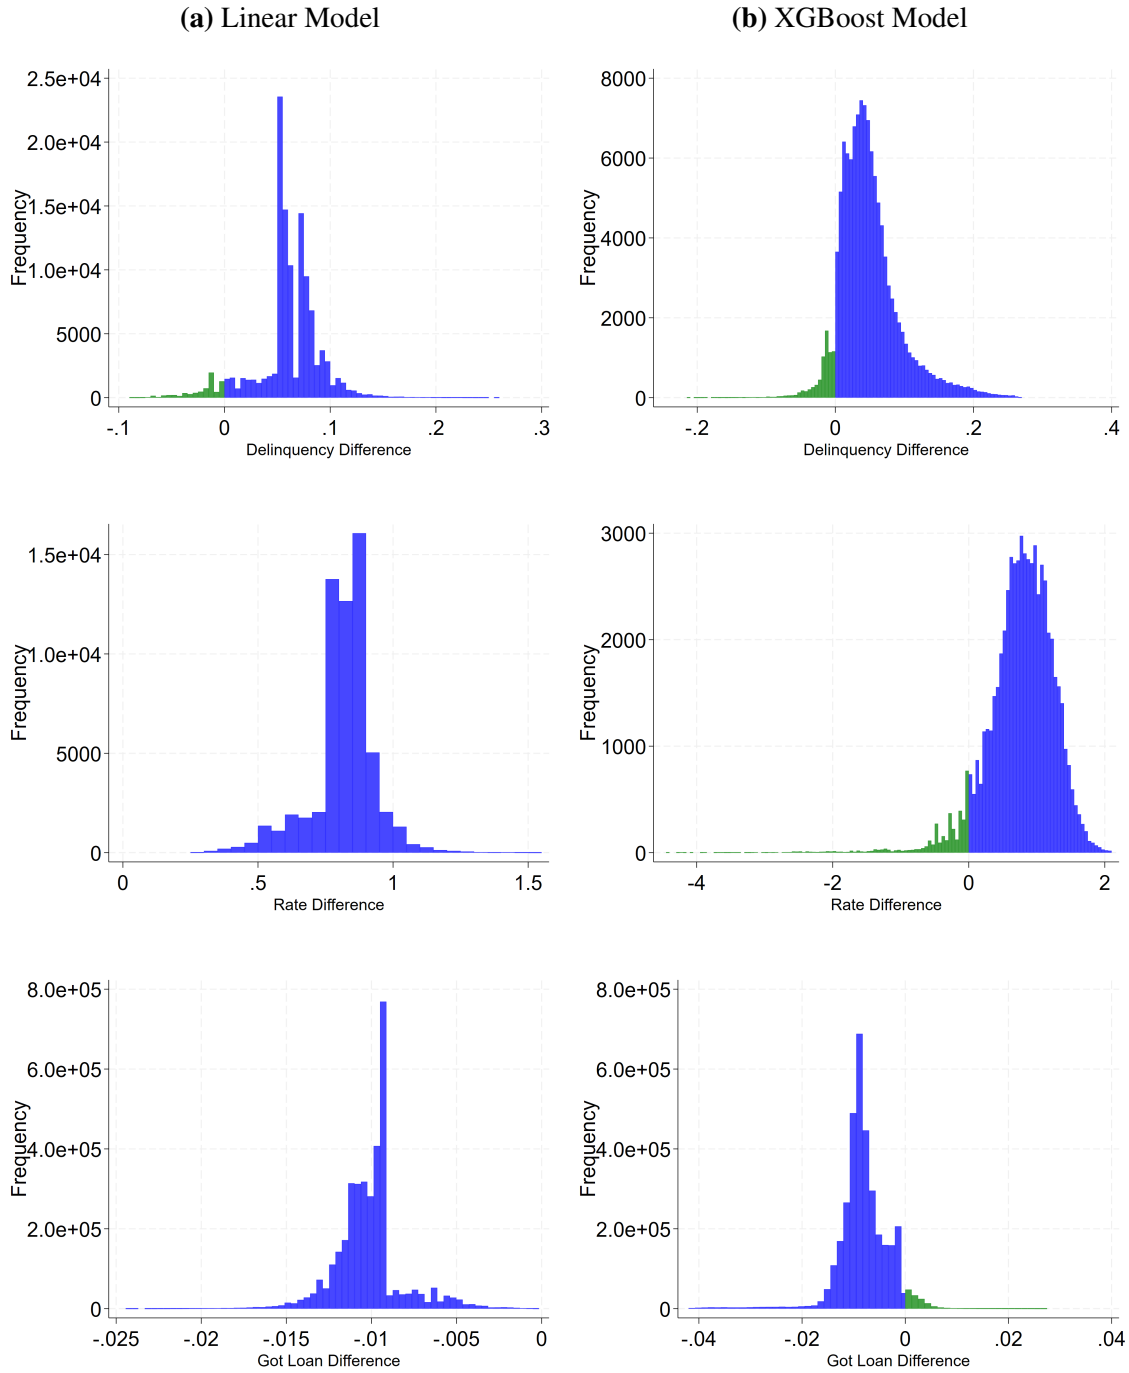 (a) Linear Model
(b) XGBoost Model
2.5e+04
2.0e+04
1.5e+04
1.0e+04
5000
0
Frequency
-.1 0 .1 .2 .3
Delinquency Difference
8000
6000
4000
2000
0
Frequency
-.2 0 .2 .4
Delinquency Difference
1.5e+04
1.0e+04
5000
0
Frequency
0 .5 1 1.5
Rate Difference
3000
2000
1000
0
Frequency
-4 -2 0 2
Rate Difference
8.0e+05
6.0e+05
4.0e+05
2.0e+05
0
Frequency
-.025 -.02 -.015 -.01 -.005 0
Got Loan Difference
8.0e+05
6.0e+05
4.0e+05
2.0e+05
0
Frequency
-.04 -.02 0 .02 .04
Got Loan Difference